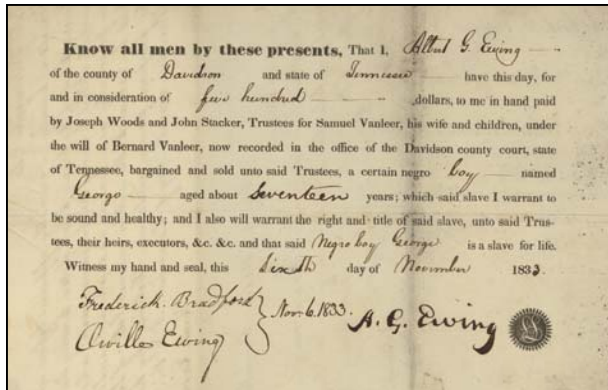 Know all men by these presents, That I, Albert G. Ewing
of the county of Davidson and state of Tennessee have this day, for
and in consideration of five hundred dollars, to me in hand paid
by Joseph Woods and John Stacker, Trustees for Samuel Vanleer, his wife and children, under
the will of Bernard Vanleer, now recorded in the office of the Davidson county court, state
of Tennessee, bargained and sold unto said Trustees, a certain negro boy named
George aged about seventeen years; which said slave I warrant to
be sound and healthy; and I also will warrant the right and title of said slave, unto said Trus-
tees, their heirs, executors, &c. &c. and that said Negro boy George is a slave for life.
Witness my hand and seal, this Sixth day of November 1833.
Frederick Bradford
Orville Ewing
Nov. 6. 1833.
A. G. Ewing